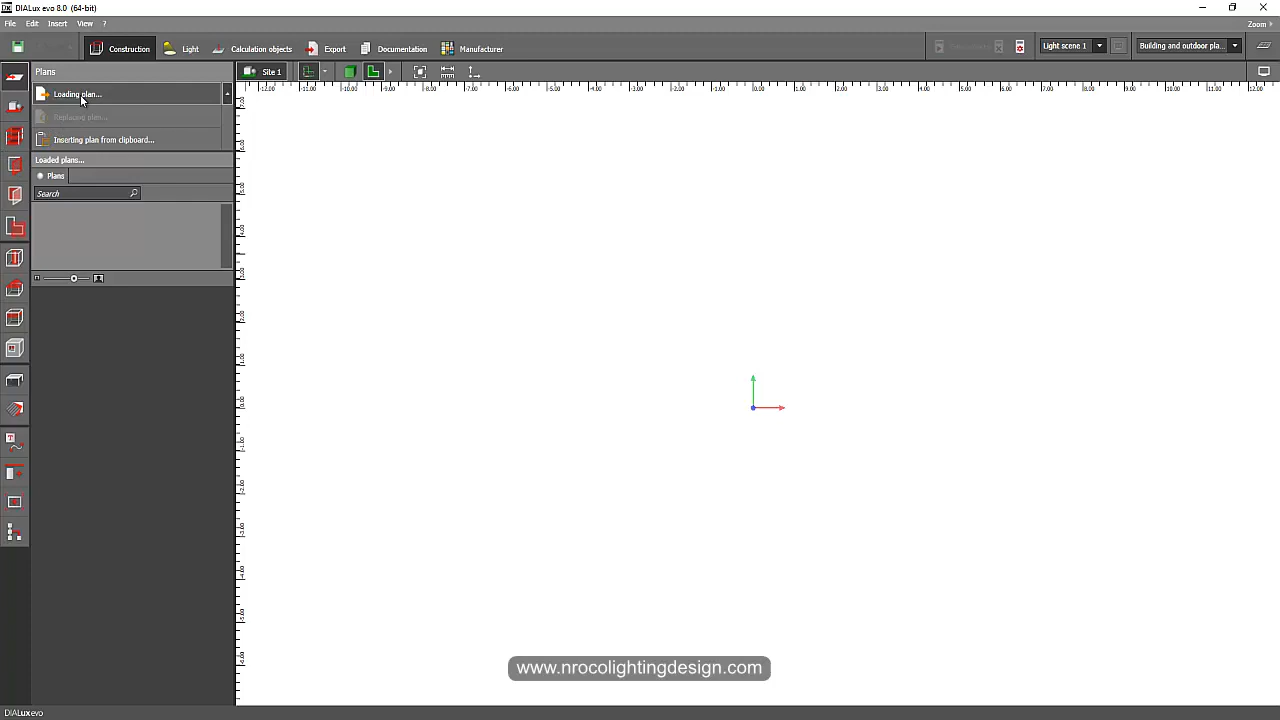 DIALux evo 8.0 (64-bit)
File Edit Insert View ?
Zoom
Construction Light Calculation objects Export Documentation Manufacturer
Light scene 1 Building and outdoor pla...
Plans Site 1
Loading plan...
Replacing plan...
Inserting plan from clipboard...
Loaded plans...
Plans
Search
www.nrocolightingdesign.com
DIALux evo